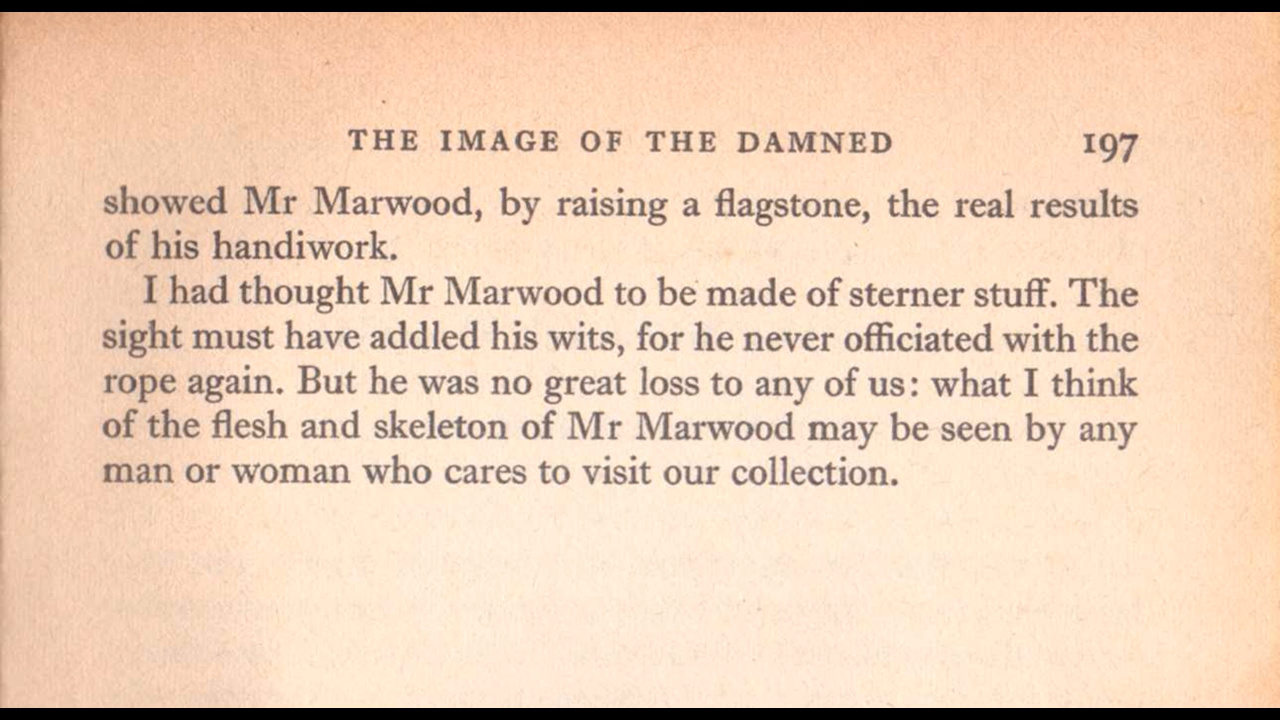 THE IMAGE OF THE DAMNED 197
showed Mr Marwood, by raising a flagstone, the real results
of his handiwork.
I had thought Mr Marwood to be made of sterner stuff. The
sight must have addled his wits, for he never officiated with the
rope again. But he was no great loss to any of us: what I think
of the flesh and skeleton of Mr Marwood may be seen by any
man or woman who cares to visit our collection.